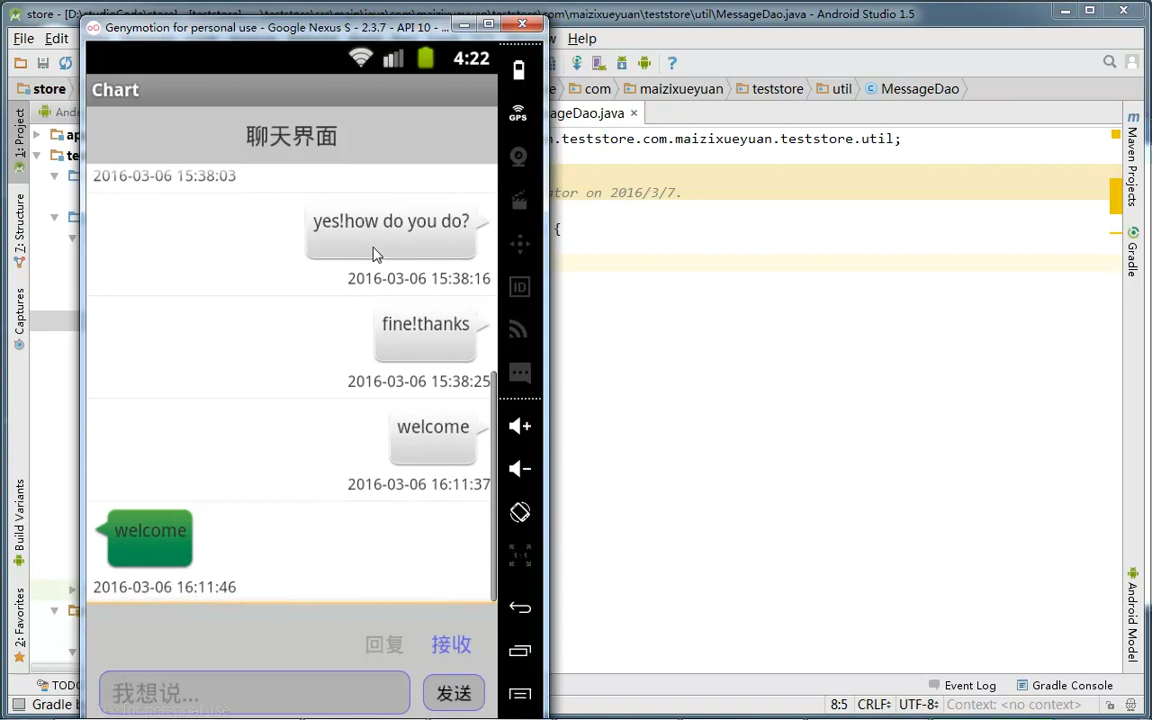 store - [D:\studioCode\store] - ...\teststore\src\main\java\com\maizixueyuan\teststore\util\MessageDao.java - Android Studio 1.5
Genymotion for personal use - Google Nexus S - 2.3.7 - API 10 - ...
File Edit Help
store com maizixueyuan teststore util MessageDao
4:22
Chart
聊天界面
2016-03-06 15:38:03
yes!how do you do?
2016-03-06 15:38:16
fine!thanks
2016-03-06 15:38:25
welcome
2016-03-06 16:11:37
welcome
2016-03-06 16:11:46
回复 接收
我想说... 发送
GPS
ID
1:1
1: Project
7: Structure
Captures
Build Variants
2: Favorites
ageDao.java
.teststore.com.maizixueyuan.teststore.util;
ator on 2016/3/7.
{
Maven Projects
Gradle
Android Model
TODO
Event Log Gradle Console
Gradle b
8:5 CRLF UTF-8 Context: <no context>